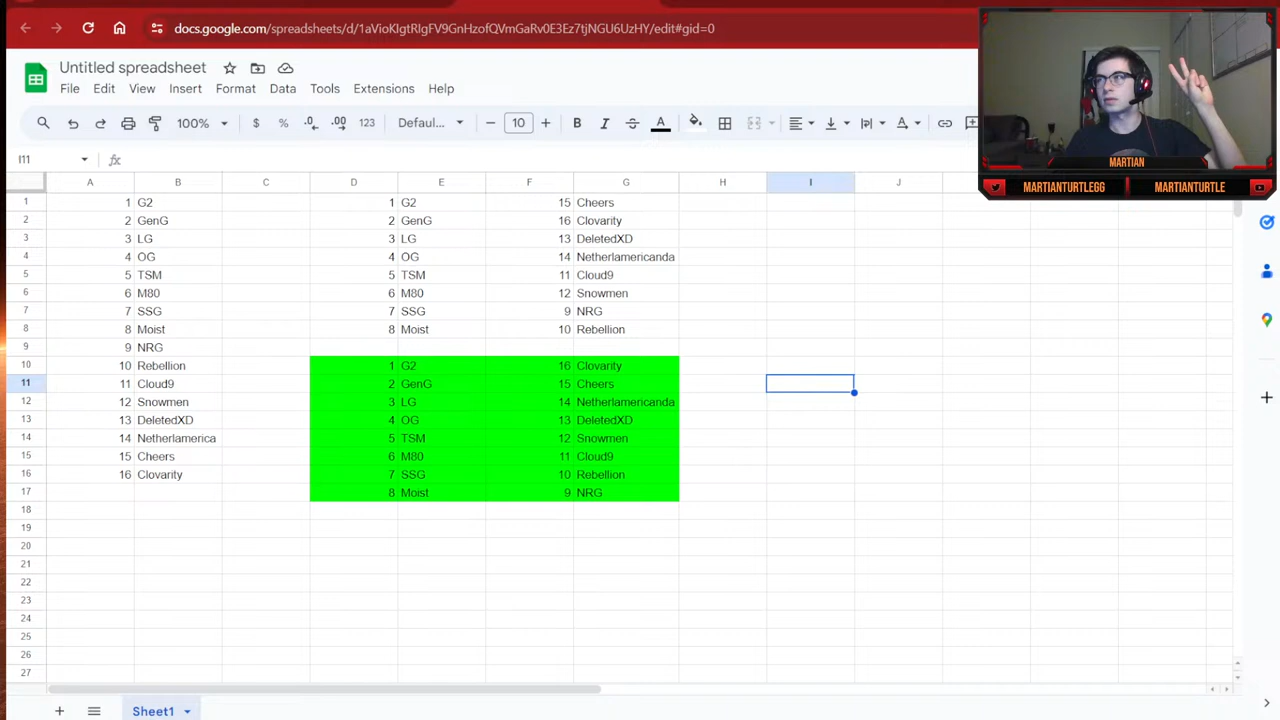 docs.google.com/spreadsheets/d/1aVioKIgtRIgFV9GnHzofQVmGaRv0E3Ez7tjNGU6UzHY/edit#gid=0
Untitled spreadsheet
File Edit View Insert Format Data Tools Extensions Help
100% $ % .0 .00 123 Defaul... 10 B I A
I11 fx
A B C D E F G H I J
1 1 G2 1 G2 15 Cheers
2 2 GenG 2 GenG 16 Clovarity
3 3 LG 3 LG 13 DeletedXD
4 4 OG 4 OG 14 Netherlamericanda
5 5 TSM 5 TSM 11 Cloud9
6 6 M80 6 M80 12 Snowmen
7 7 SSG 7 SSG 9 NRG
8 8 Moist 8 Moist 10 Rebellion
9 9 NRG
10 10 Rebellion 1 G2 16 Clovarity
11 11 Cloud9 2 GenG 15 Cheers
12 12 Snowmen 3 LG 14 Netherlamericanda
13 13 DeletedXD 4 OG 13 DeletedXD
14 14 Netherlamerica 5 TSM 12 Snowmen
15 15 Cheers 6 M80 11 Cloud9
16 16 Clovarity 7 SSG 10 Rebellion
17 8 Moist 9 NRG
18
19
20
21
22
23
24
25
26
27
Sheet1
MARTIAN
MARTIANTURTLEGG MARTIANTURTLE